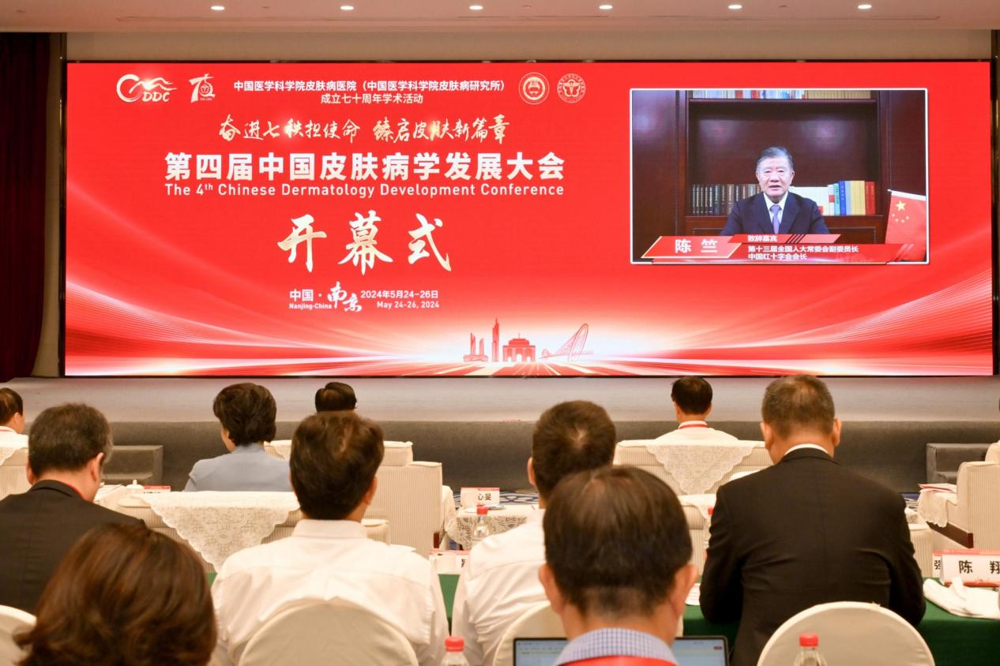 CDDC
中国医学科学院皮肤病医院（中国医学科学院皮肤病研究所）
成立七十周年学术活动
奋进七秩担使命 臻启皮肤新篇章
第四届中国皮肤病学发展大会
The 4th Chinese Dermatology Development Conference
开幕式
中国·南京 2024年5月24-26日
Nanjing-China May 24-26, 2024
陈 竺
致辞嘉宾
第十三届全国人大常委会副委员长
中国红十字会会长
心旻
强
陈 翔